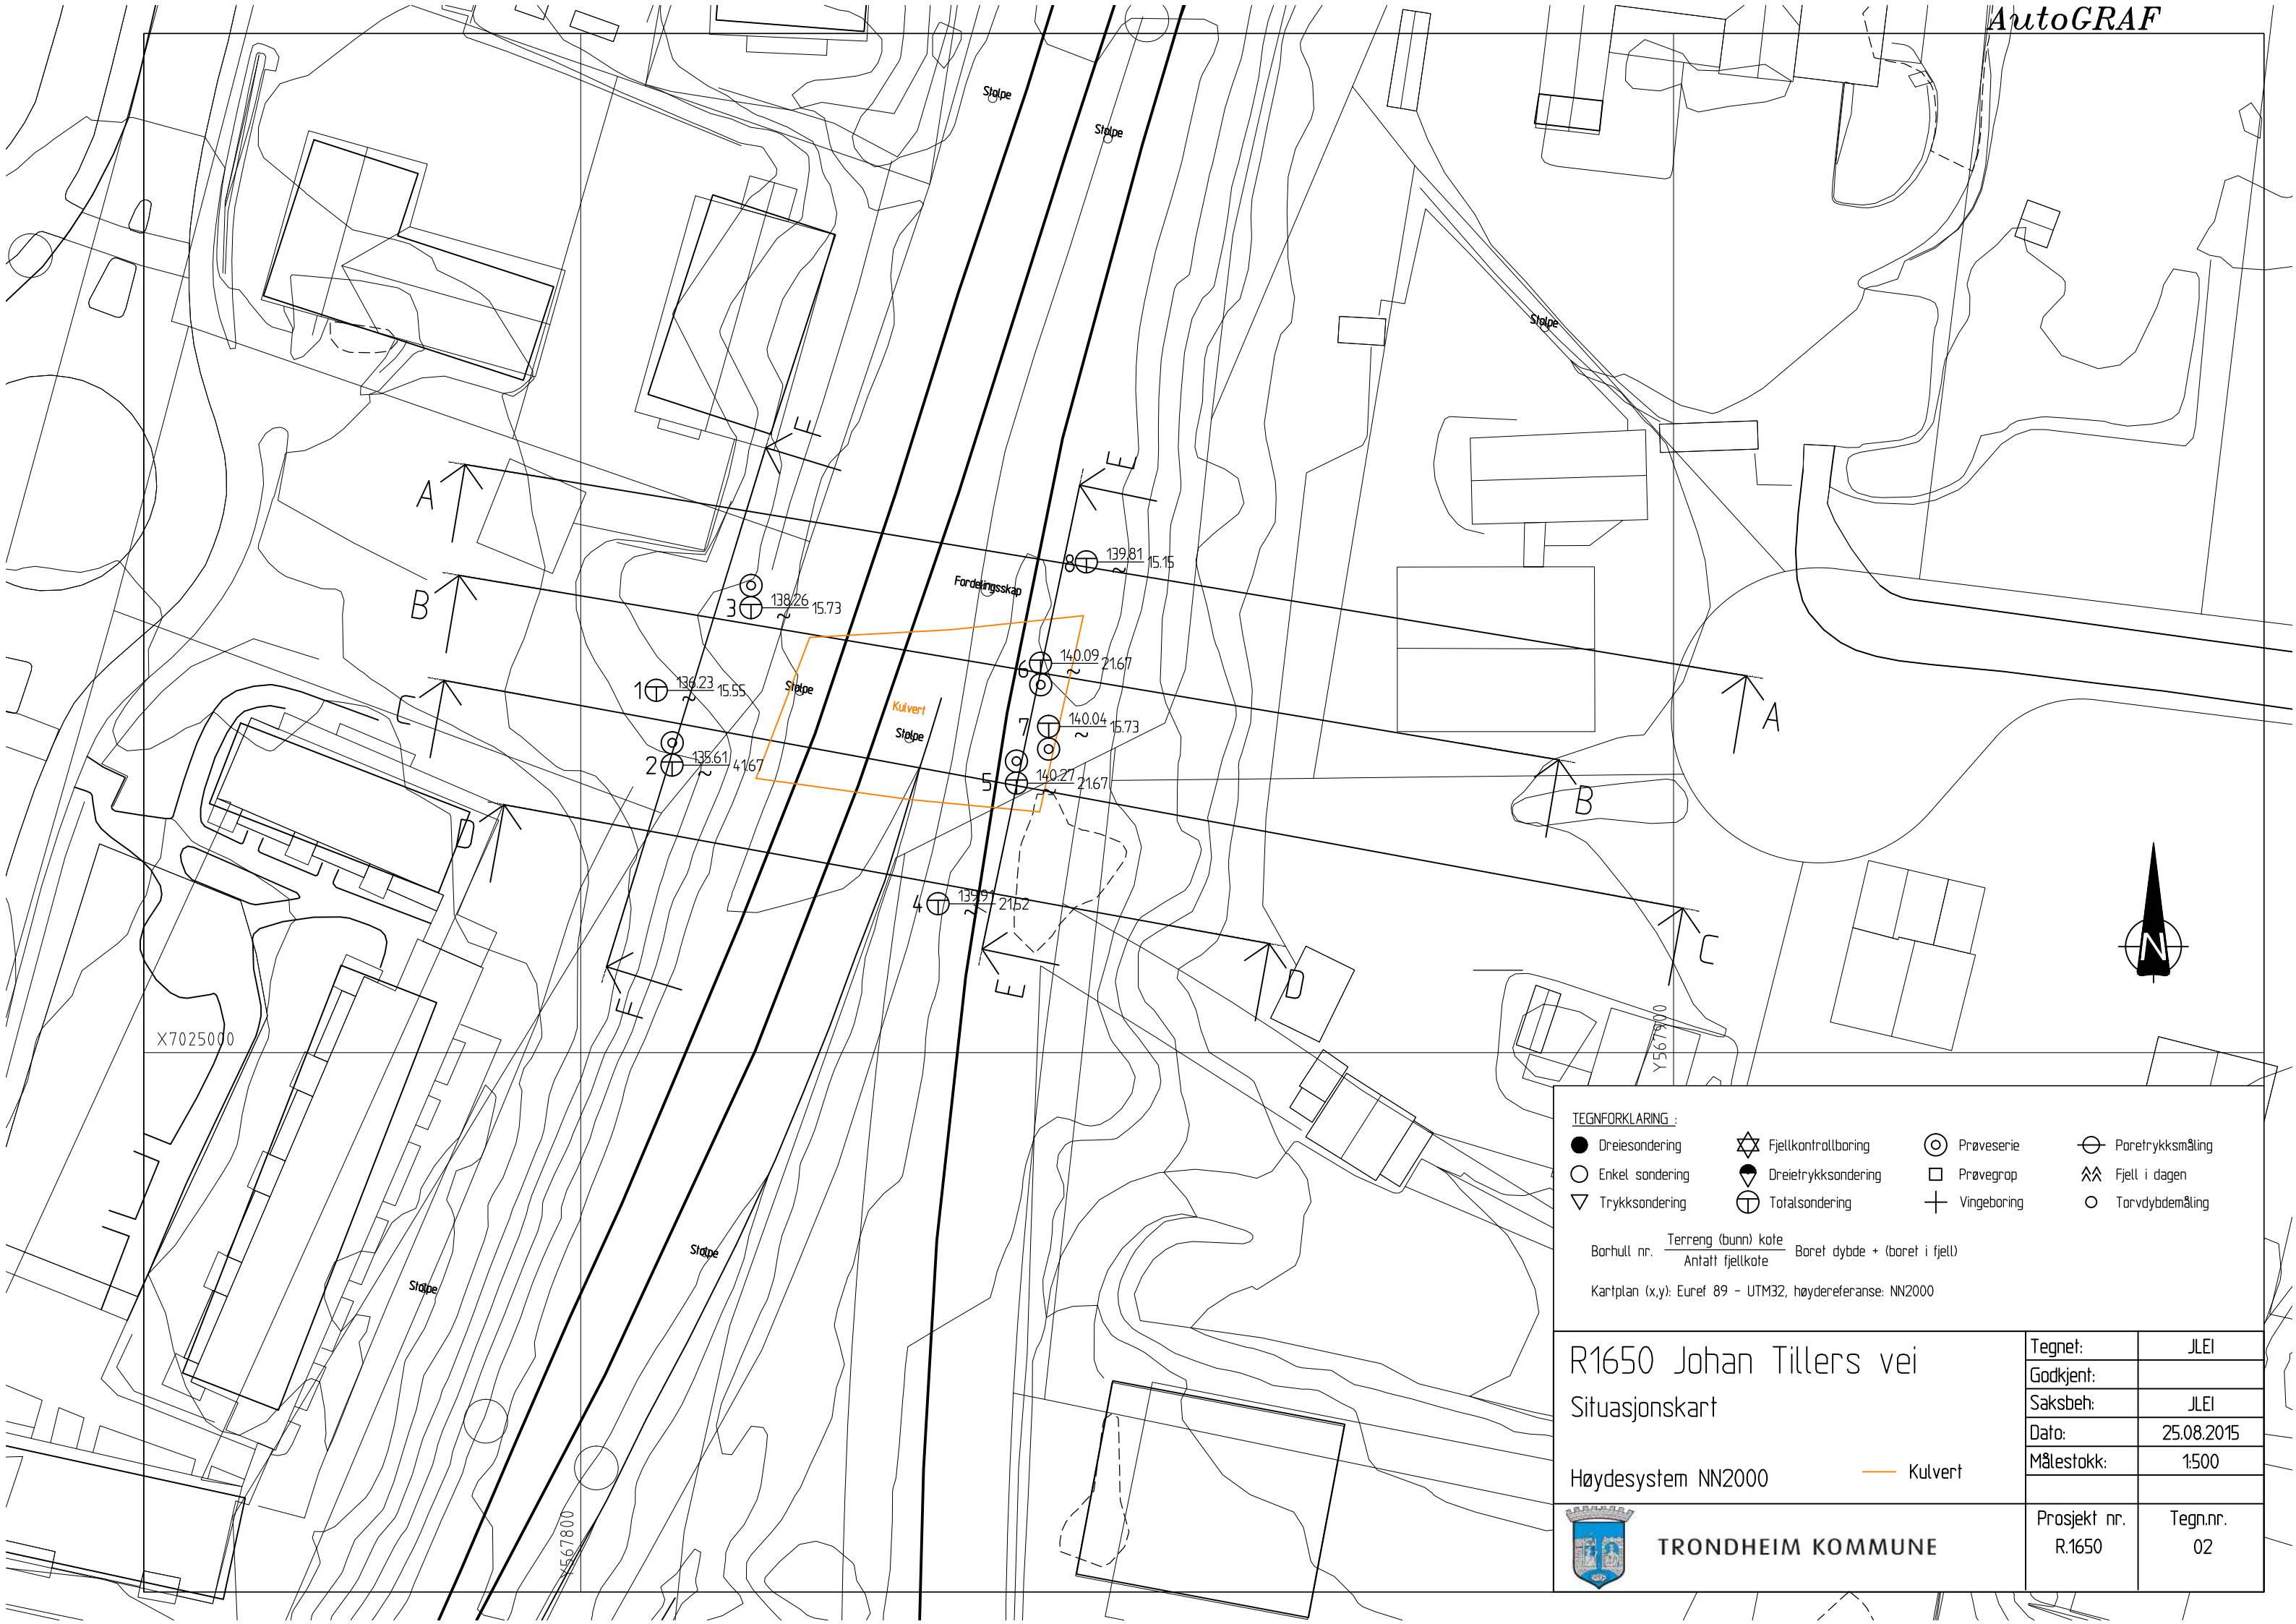 AutoGRAF
Stolpe
Stolpe
Stolpe
F
E
A
B
C
D
8 139.81 15.15
~
Fordelingsskap
3 138.26 15.73
~
6 140.09 21.67
~
1 136.23 15.55
~
Stolpe
Kulvert
Stolpe
7 140.04 15.73
~
2 135.61 41.67
~
5 140.27 21.67
~
4 139.91 21.52
~
A
B
C
D
E
F
X7025000
Y567900
Y567800
Stolpe
Stolpe
N
TEGNFORKLARING :
Dreiesondering
Fjellkontrollboring
Prøveserie
Poretrykksmåling
Enkel sondering
Dreietrykksondering
Prøvegrop
Fjell i dagen
Trykksondering
Totalsondering
Vingeboring
Torvdybdemåling
Borhull nr. Terreng (bunn) kote Boret dybde + (boret i fjell)
Antatt fjellkote
Kartplan (x,y): Euref 89 - UTM32, høydereferanse: NN2000
R1650 Johan Tillers vei
Situasjonskart
Høydesystem NN2000
Kulvert
Tegnet: JLEI
Godkjent:
Saksbeh: JLEI
Dato: 25.08.2015
Målestokk: 1:500
TRONDHEIM KOMMUNE
Prosjekt nr.
R.1650
Tegn.nr.
02